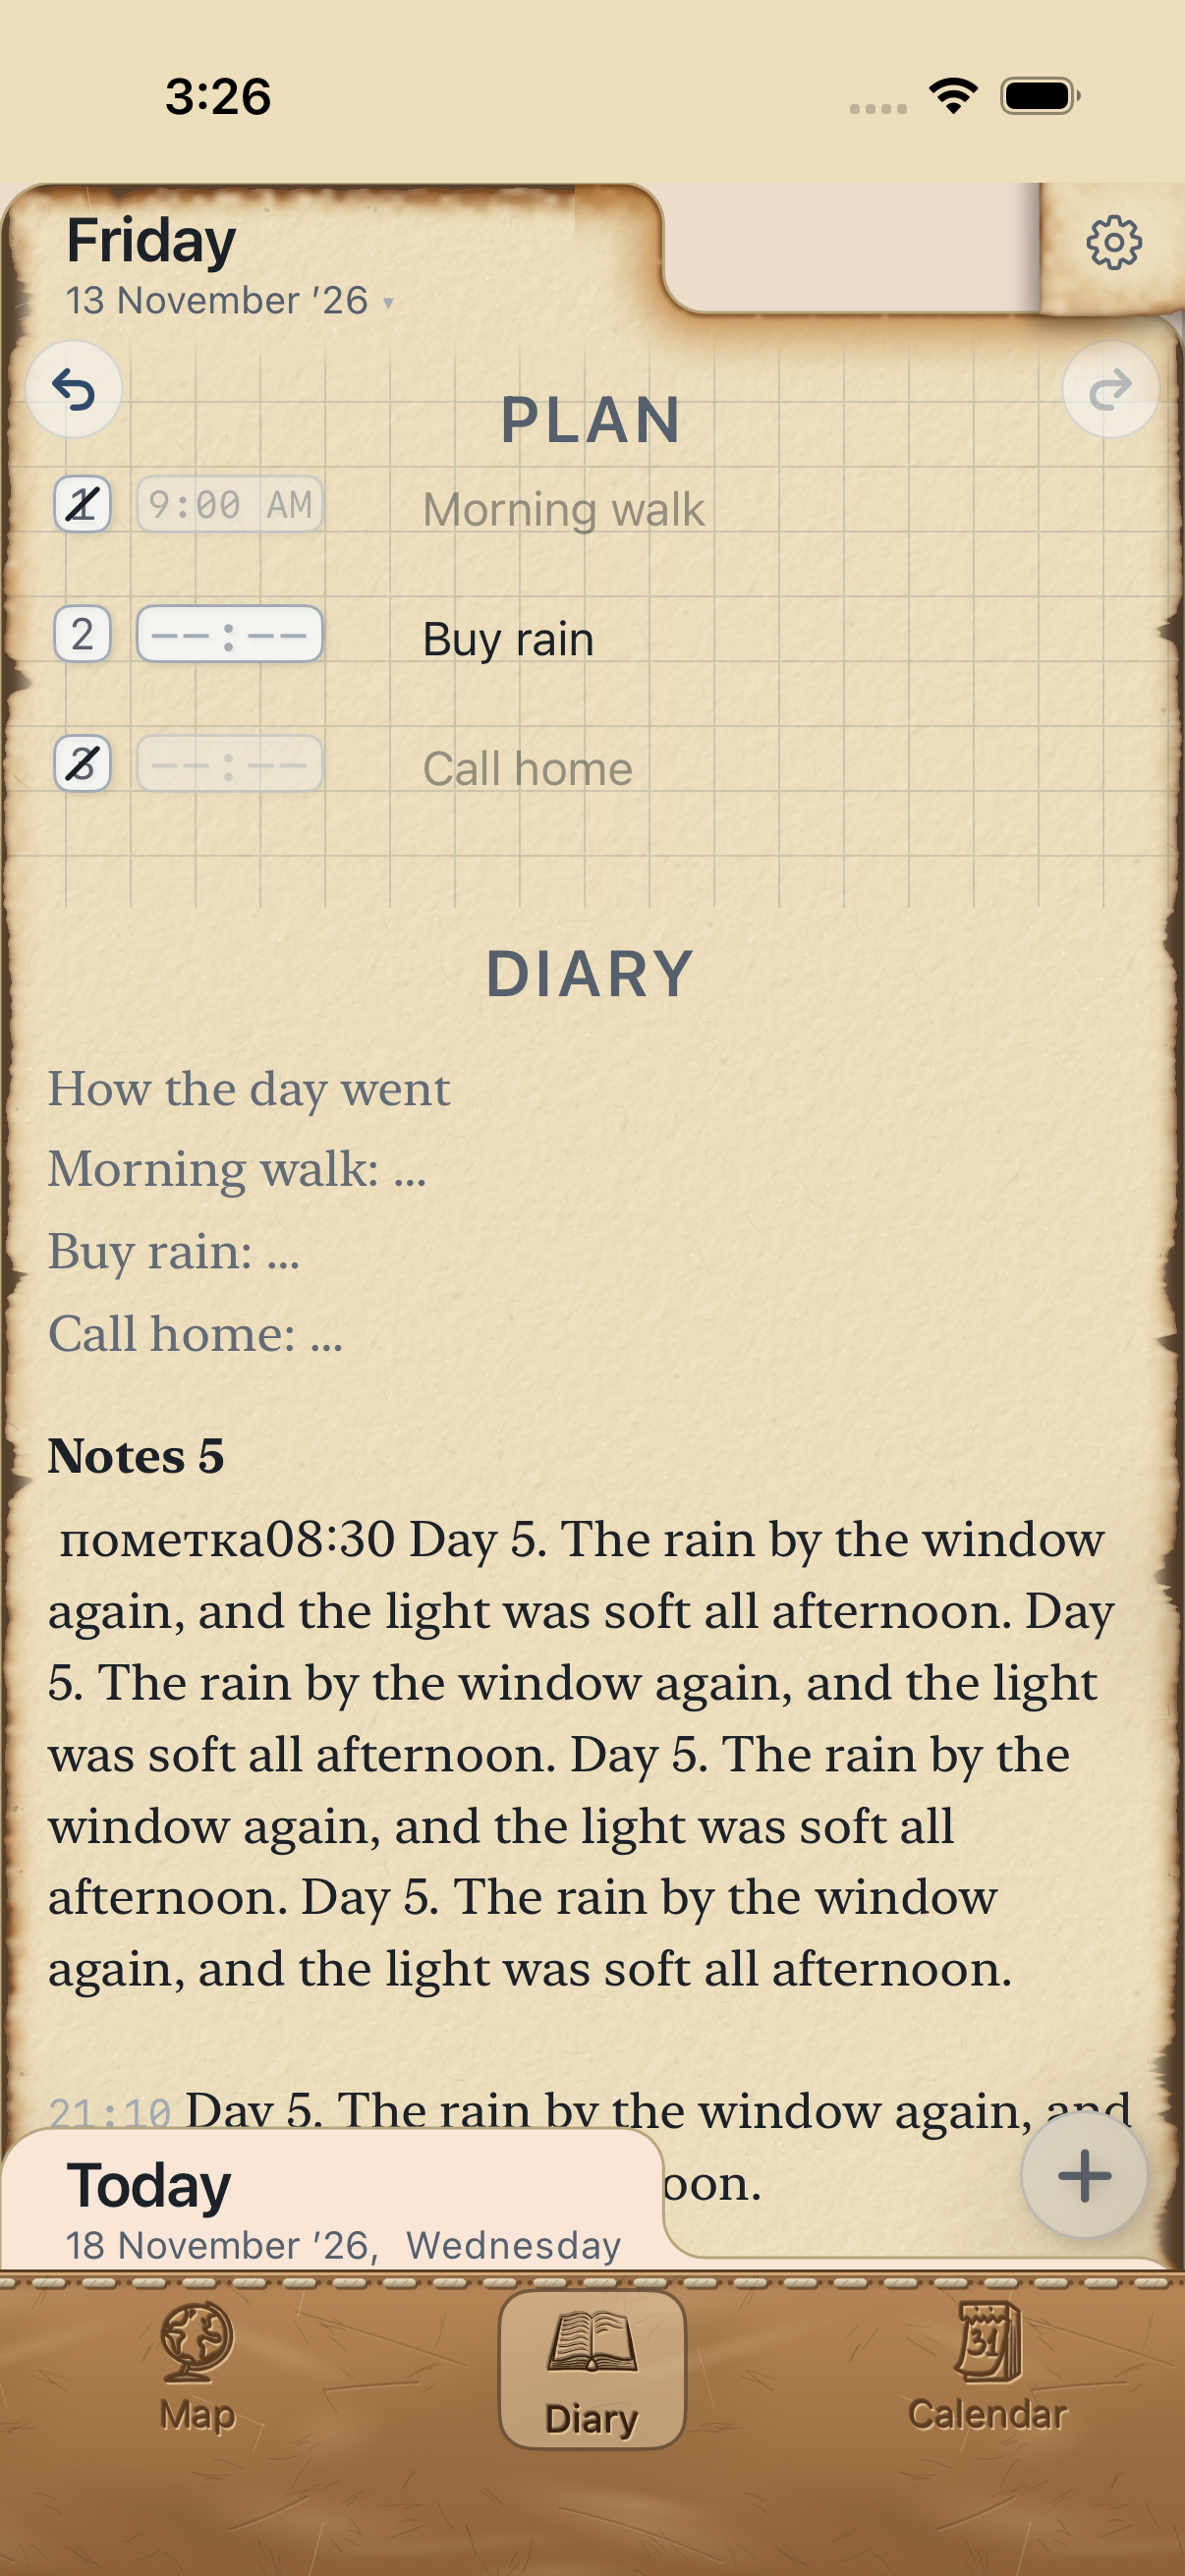 3:26
Friday
13 November ’26
PLAN
1 9:00 AM Morning walk
2 --:-- Buy rain
3 --:-- Call home
DIARY
How the day went
Morning walk: ...
Buy rain: ...
Call home: ...
Notes 5
пометка08:30 Day 5. The rain by the window
again, and the light was soft all afternoon. Day
5. The rain by the window again, and the light
was soft all afternoon. Day 5. The rain by the
window again, and the light was soft all
afternoon. Day 5. The rain by the window
again, and the light was soft all afternoon.
21:10 Day 5. The rain by the window again, and
oon.
Today
18 November ’26, Wednesday
Map
31
Diary
Calendar